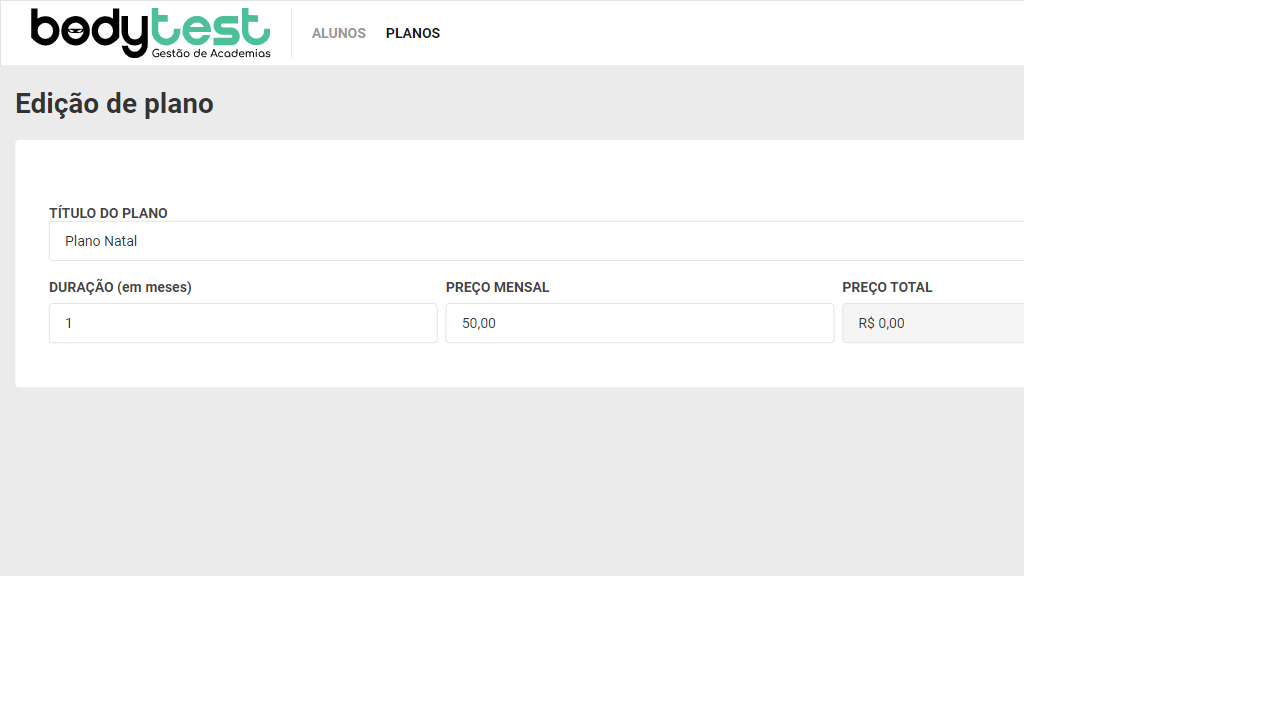 bodytest
Gestão de Academias
ALUNOS PLANOS
Edição de plano
TÍTULO DO PLANO
Plano Natal
DURAÇÃO (em meses) PREÇO MENSAL PREÇO TOTAL
1 50,00 R$ 0,00